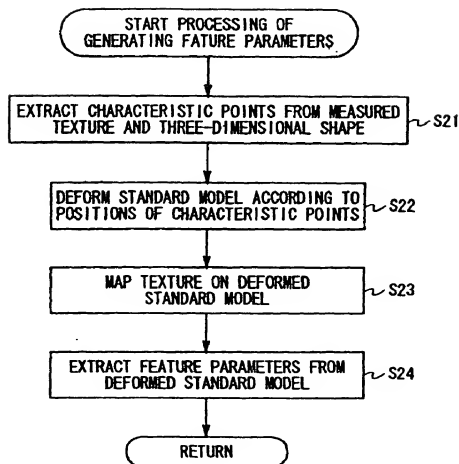 START PROCESSING OF
GENERATING FATURE PARAMETERS
EXTRACT CHARACTERISTIC POINTS FROM MEASURED
TEXTURE AND THREE-DIMENSIONAL SHAPE
S21
DEFORM STANDARD MODEL ACCORDING TO
POSITIONS OF CHARACTERISTIC POINTS
S22
MAP TEXTURE ON DEFORMED
STANDARD MODEL
S23
EXTRACT FEATURE PARAMETERS FROM
DEFORMED STANDARD MODEL
S24
RETURN